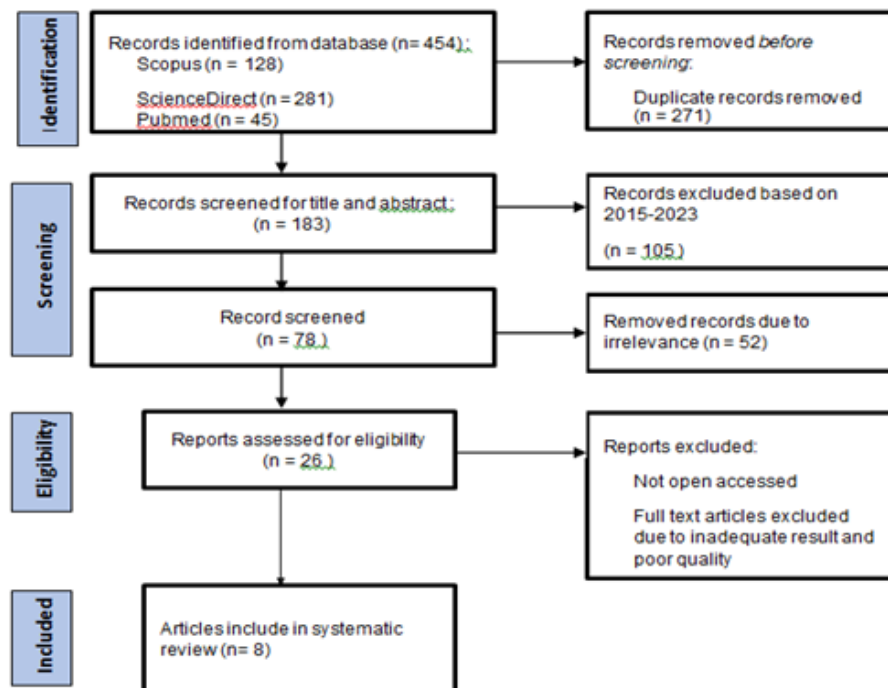 Identification
Records identified from database (n= 454) :
Scopus (n = 128)
ScienceDirect (n = 281)
Pubmed (n = 45)
Records removed before
screening:
Duplicate records removed
(n = 271)
Screening
Records screened for title and abstract :
(n = 183)
Records excluded based on
2015-2023
(n = 105 )
Record screened
(n = 78 )
Removed records due to
irrelevance (n = 52)
Eligibility
Reports assessed for eligibility
(n = 26 )
Reports excluded:
Not open accessed
Full text articles excluded
due to inadequate result and
poor quality
Included
Articles include in systematic
review (n= 8)